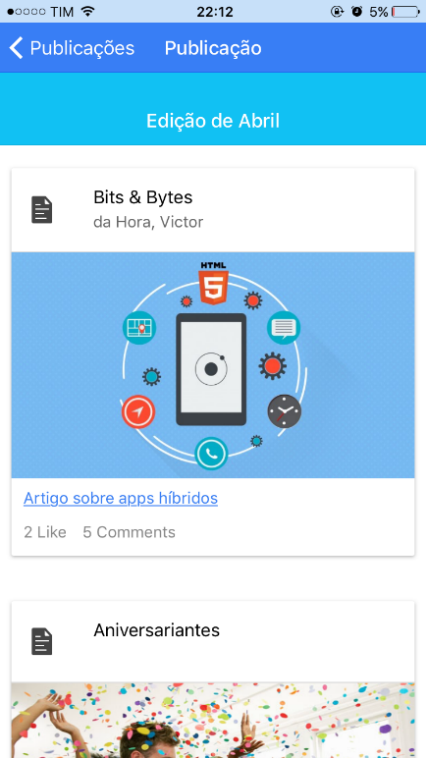 TIM 22:12 5%
Publicações Publicação
Edição de Abril
Bits & Bytes
da Hora, Victor
HTML
5
Artigo sobre apps híbridos
2 Like 5 Comments
Aniversariantes